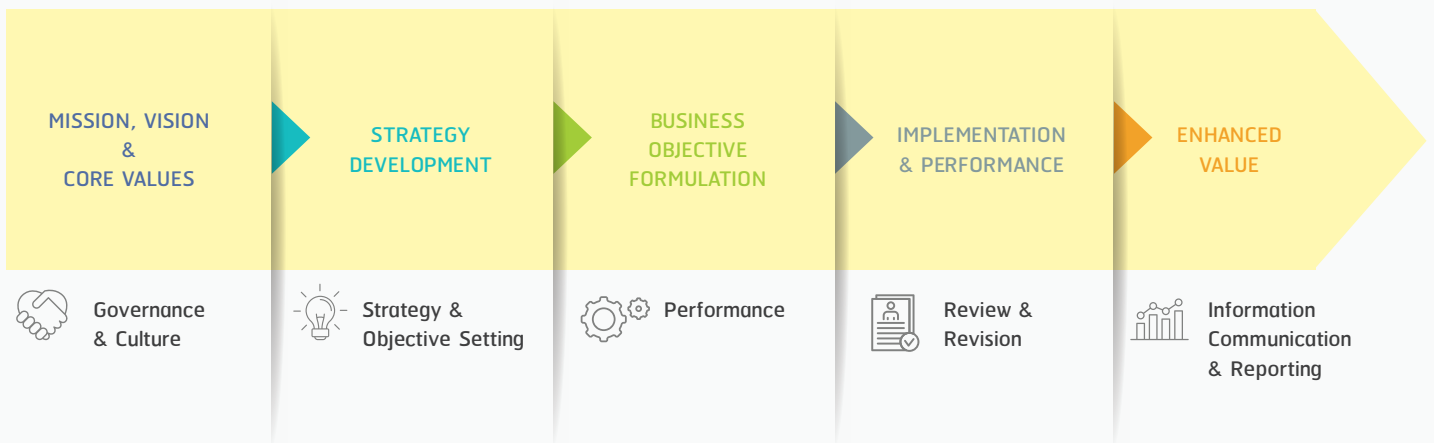 MISSION, VISION
&
CORE VALUES
STRATEGY
DEVELOPMENT
BUSINESS
OBJECTIVE
FORMULATION
IMPLEMENTATION
& PERFORMANCE
ENHANCED
VALUE
Governance
& Culture
Strategy &
Objective Setting
Performance
Review &
Revision
Information
Communication
& Reporting